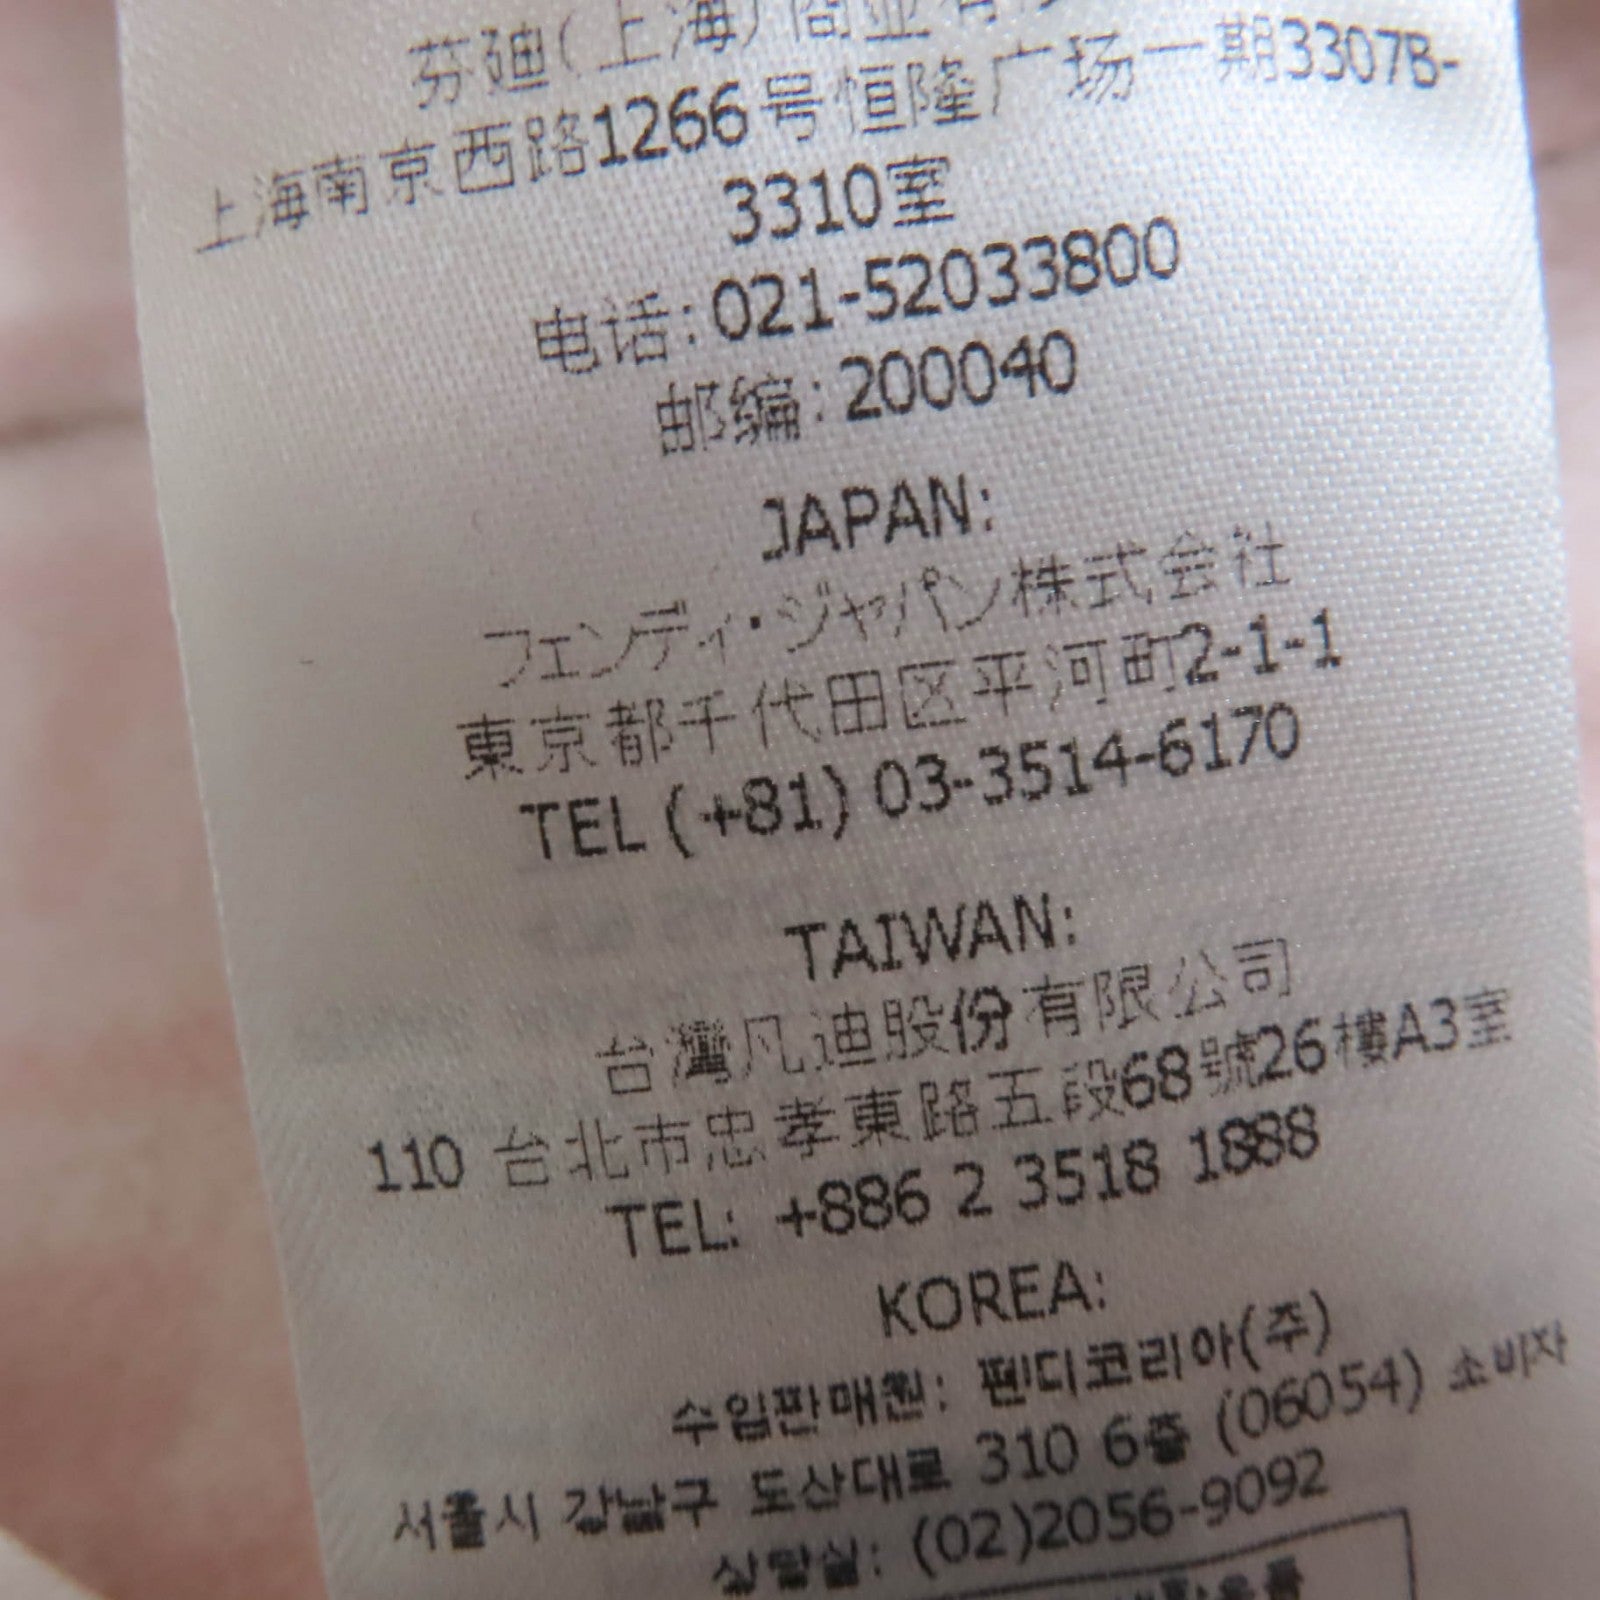 芬迪(上海)商业有
上海南京西路1266号恒隆广场一期3307B-
3310室
电话:021-52033800
邮编:200040
JAPAN:
フェンディ・ジャパン株式会社
東京都千代田区平河町2-1-1
TEL (+81) 03-3514-6170
TAIWAN:
台灣凡迪股份有限公司
110 台北市忠孝東路五段68號26樓A3室
TEL: +886 2 3518 1888
KOREA:
수입판매원: 펜디코리아(주)
서울시 강남구 도산대로 310 6층 (06054) 소비자
상담실: (02)2056-9092